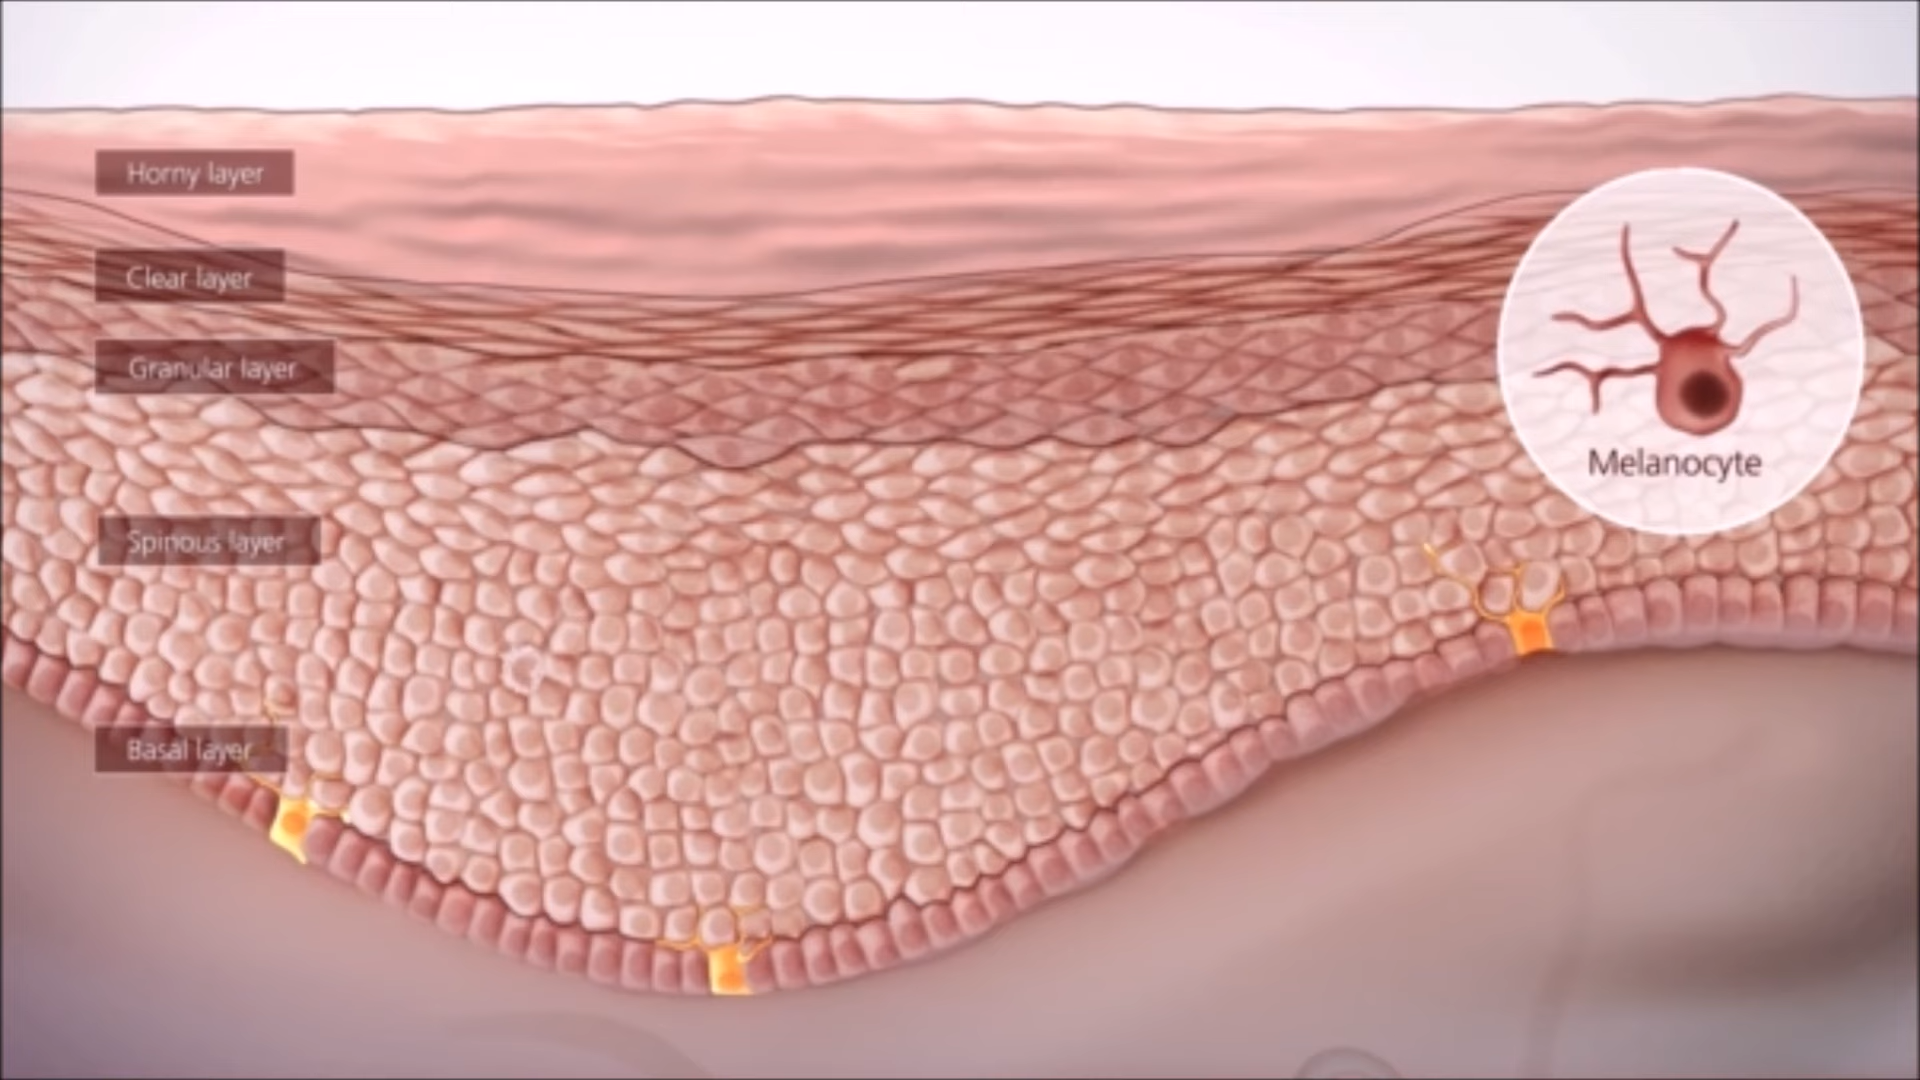 Horny layer
Clear layer
Granular layer
Spinous layer
Basal layer
Melanocyte